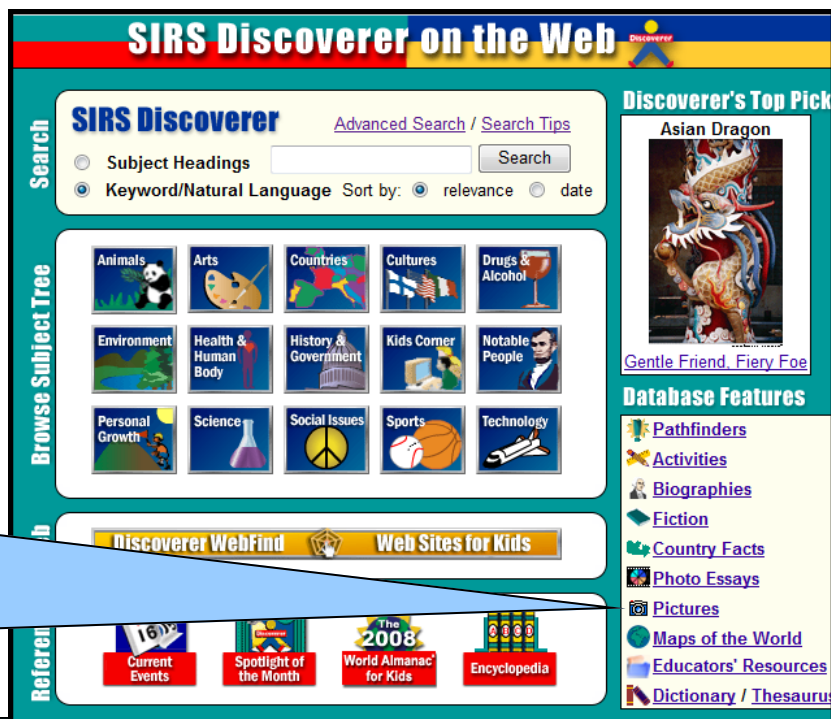 SIRS Discoverer on the Web
Discoverer
Search
SIRS Discoverer
Advanced Search / Search Tips
Subject Headings
Search
Keyword/Natural Language Sort by: relevance date
Browse Subject Tree
Animals
Arts
Countries
Cultures
Drugs & Alcohol
Environment
Health & Human Body
History & Government
Kids Corner
Notable People
Personal Growth
Science
Social Issues
Sports
Technology
Discoverer WebFind Web Sites for Kids
Current Events
Spotlight of the Month
The 2008 World Almanac for Kids
Encyclopedia
Discoverer's Top Pick
Asian Dragon
Gentle Friend, Fiery Foe
Database Features
Pathfinders
Activities
Biographies
Fiction
Country Facts
Photo Essays
Pictures
Maps of the World
Educators' Resources
Dictionary / Thesaurus